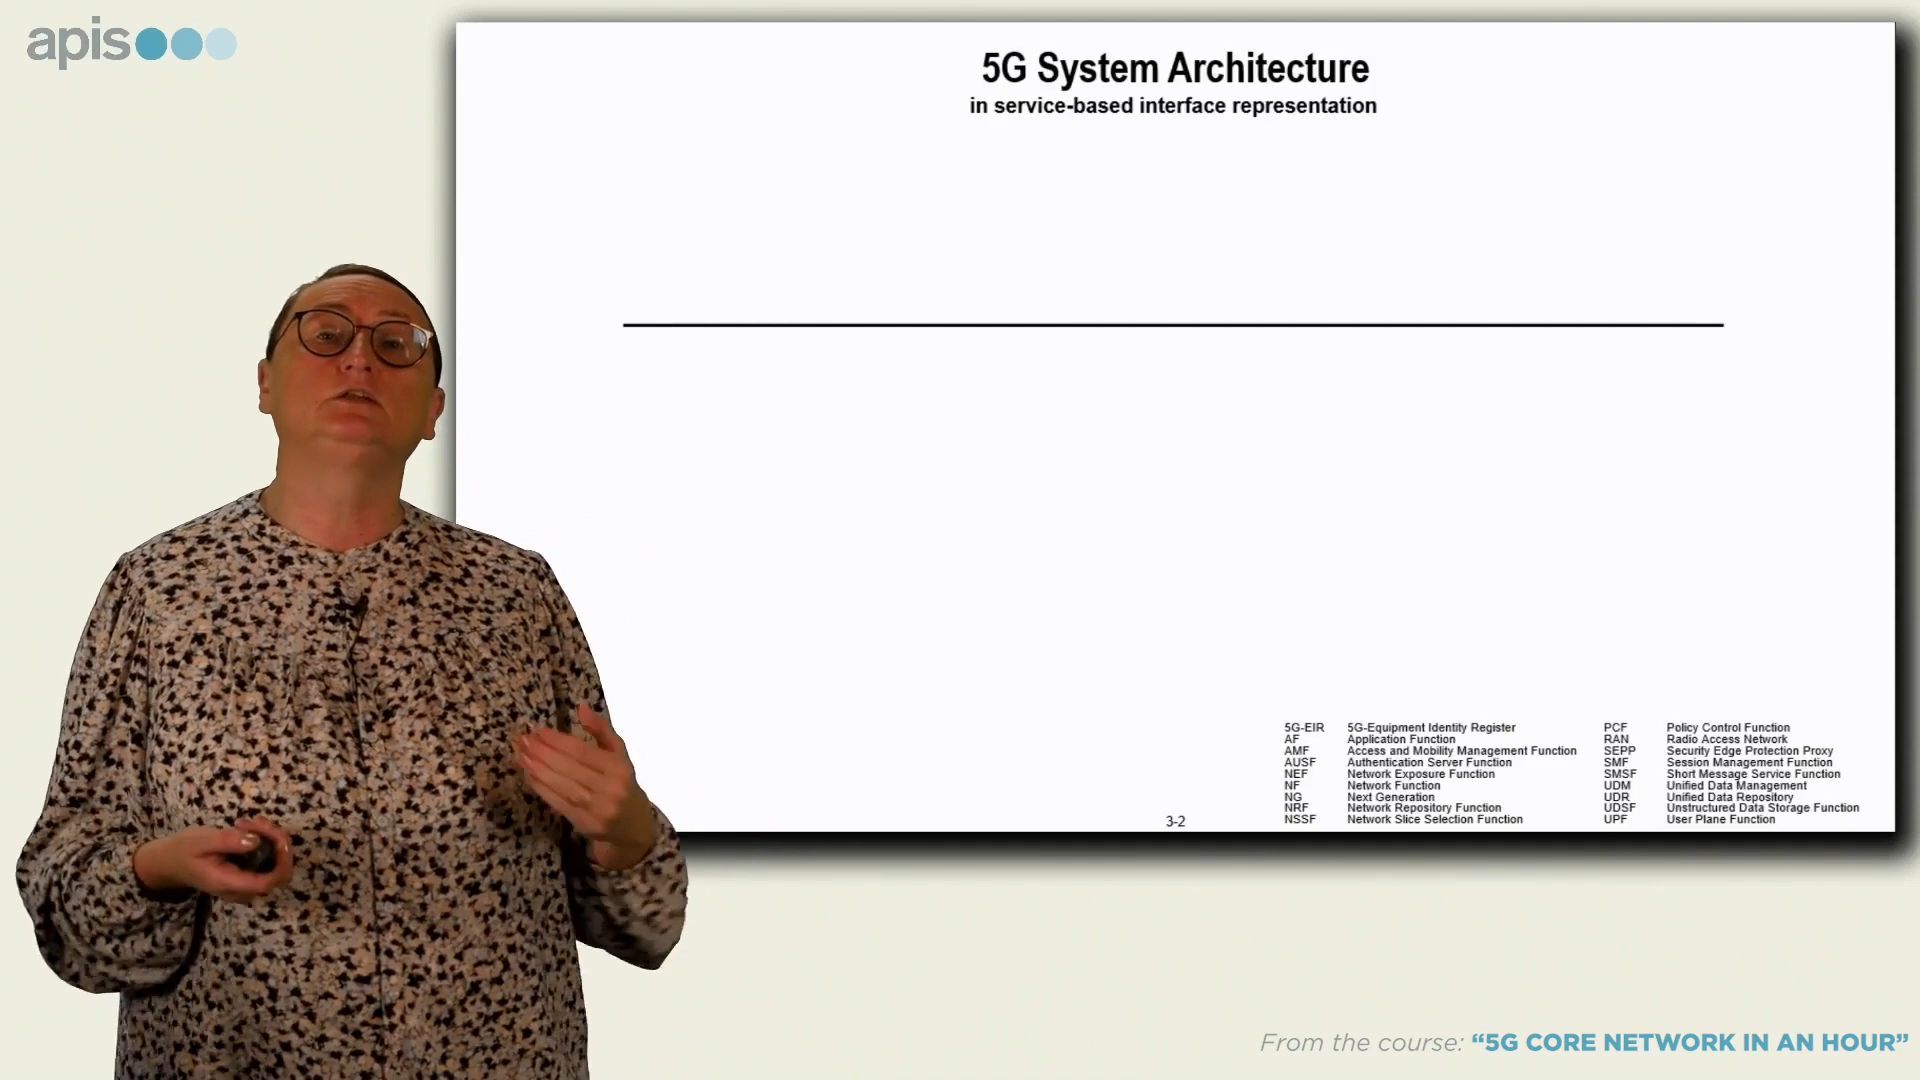 apis
5G System Architecture
in service-based interface representation
5G-EIR 5G-Equipment Identity Register
AF Application Function
AMF Access and Mobility Management Function
AUSF Authentication Server Function
NEF Network Exposure Function
NF Network Function
NG Next Generation
NRF Network Repository Function
NSSF Network Slice Selection Function
PCF Policy Control Function
RAN Radio Access Network
SEPP Security Edge Protection Proxy
SMF Session Management Function
SMSF Short Message Service Function
UDM Unified Data Management
UDR Unified Data Repository
UDSF Unstructured Data Storage Function
UPF User Plane Function
3-2
From the course: “5G CORE NETWORK IN AN HOUR”